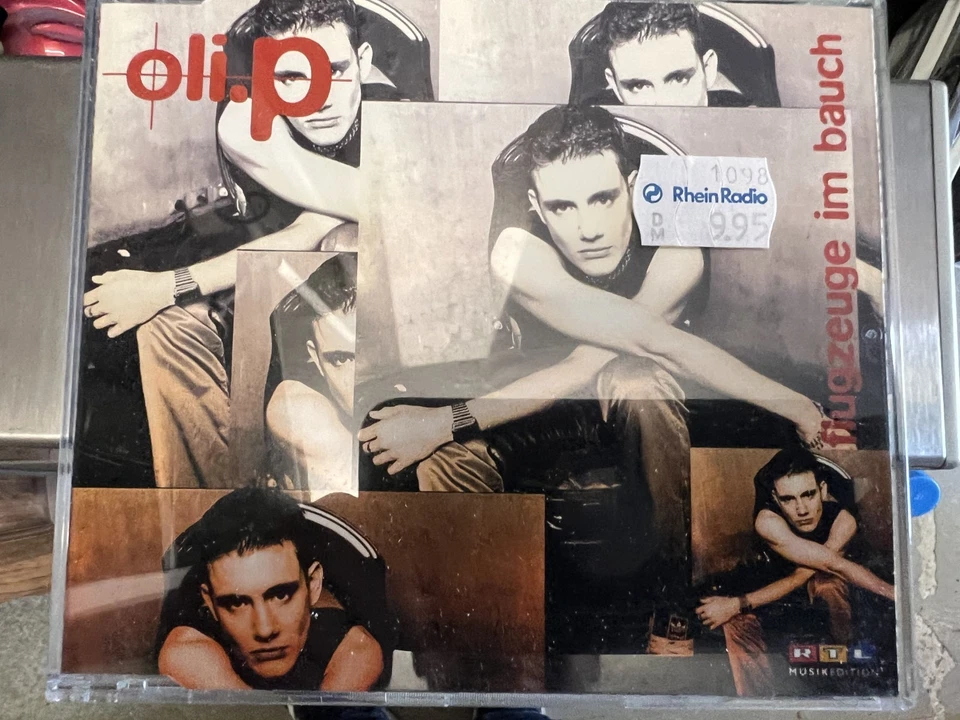 oli.p
flugzeuge im bauch
1098
RheinRadio
DM 9.95
RTL
MUSIKEDITION